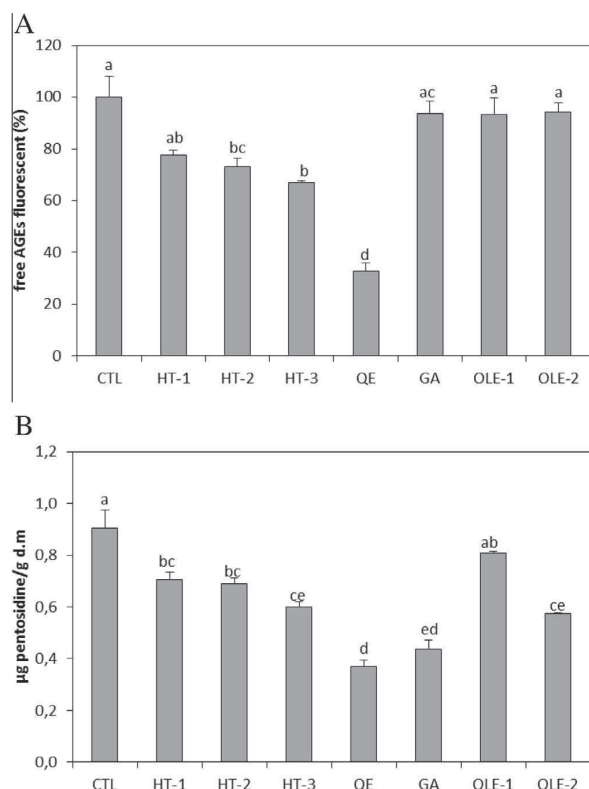 A
free AGEs fluorescent (%)
120
100
80
60
40
20
0
a
ab
bc
b
d
ac
a
a
CTL HT-1 HT-2 HT-3 QE GA OLE-1 OLE-2
B
µg pentosidine/g d.m
1,2
1,0
0,8
0,6
0,4
0,2
0,0
a
bc
bc
ce
d
ed
ab
ce
CTL HT-1 HT-2 HT-3 QE GA OLE-1 OLE-2